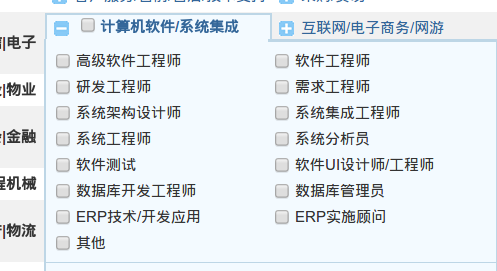 计算机软件/系统集成
互联网/电子商务/网游
|电子
高级软件工程师
软件工程师
研发工程师
需求工程师
|物业
系统架构设计师
系统集成工程师
|金融
系统工程师
系统分析员
软件测试
软件UI设计师/工程师
程机械
数据库开发工程师
数据库管理员
ERP技术/开发应用
ERP实施顾问
|物流
其他